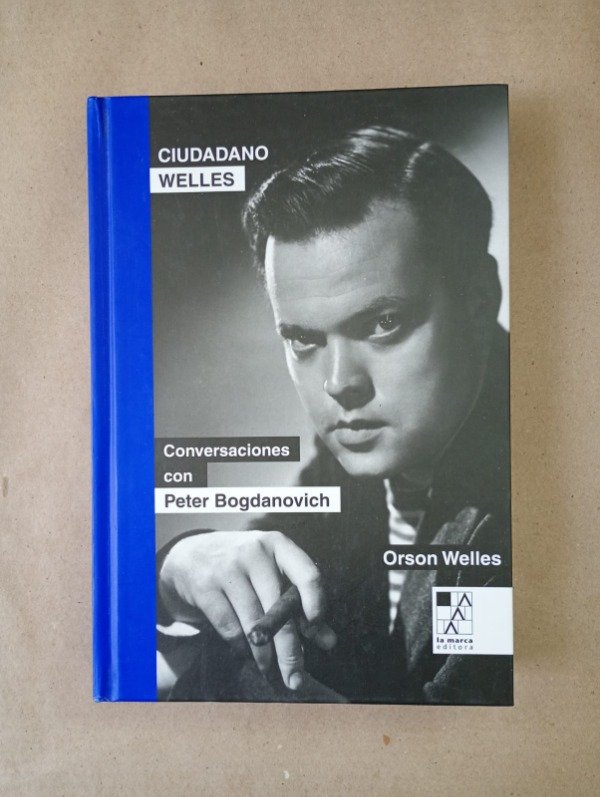 CIUDADANO
WELLES
Conversaciones
con
Peter Bogdanovich
Orson Welles
la marca
editora